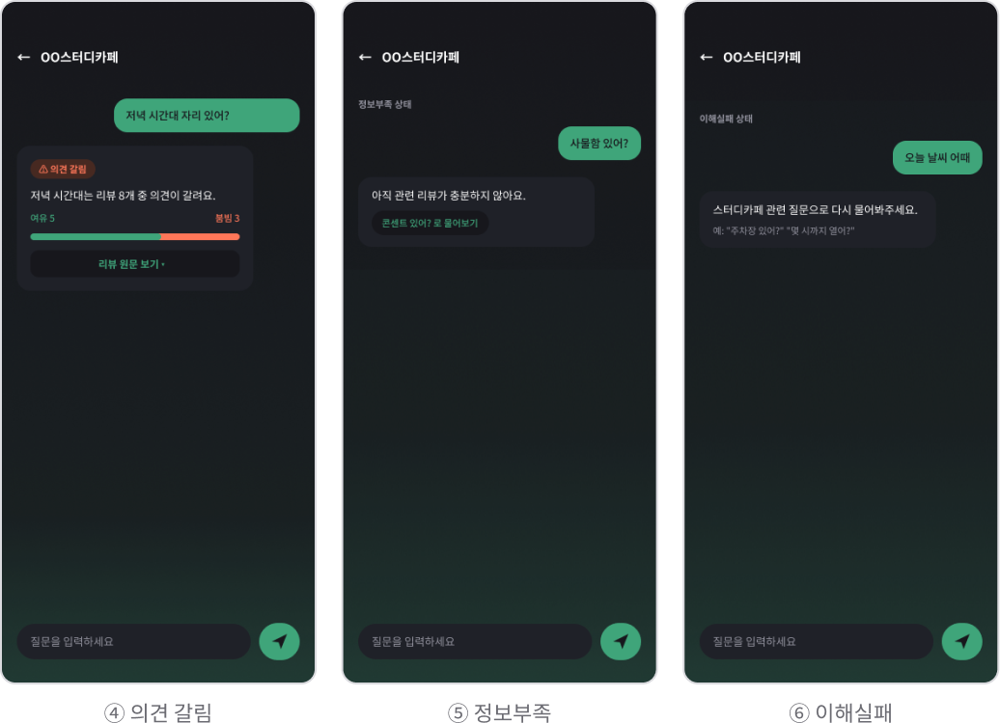 ← OO스터디카페
저녁 시간대 자리 있어?
⚠ 의견 갈림
저녁 시간대는 리뷰 8개 중 의견이 갈려요.
여유 5
붐빔 3
리뷰 원문 보기 ▾
질문을 입력하세요
④ 의견 갈림
← OO스터디카페
정보부족 상태
사물함 있어?
아직 관련 리뷰가 충분하지 않아요.
콘센트 있어? 로 물어보기
질문을 입력하세요
⑤ 정보부족
← OO스터디카페
이해실패 상태
오늘 날씨 어때
스터디카페 관련 질문으로 다시 물어봐주세요.
예: "주차장 있어?" "몇 시까지 열어?"
질문을 입력하세요
⑥ 이해실패